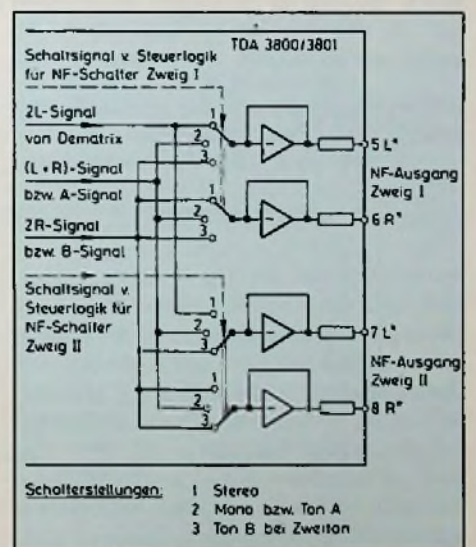 TDA 3800/3801
Schaltsignal v. Steuerlogik
für NF-Schalter Zweig I
2L-Signal
von Dematrix
(L+R)-Signal
bzw. A-Signal
2R-Signal
bzw. B-Signal
Schaltsignal v.
Steuerlogik für
NF-Schalter
Zweig II
1
2
3
1
2
3
1
2
3
1
2
3
5 L*
NF-Ausgang
Zweig I
6 R*
7 L*
NF-Ausgang
Zweig II
8 R*
Schalterstellungen: 1 Stereo
2 Mono bzw. Ton A
3 Ton B bei Zweiton